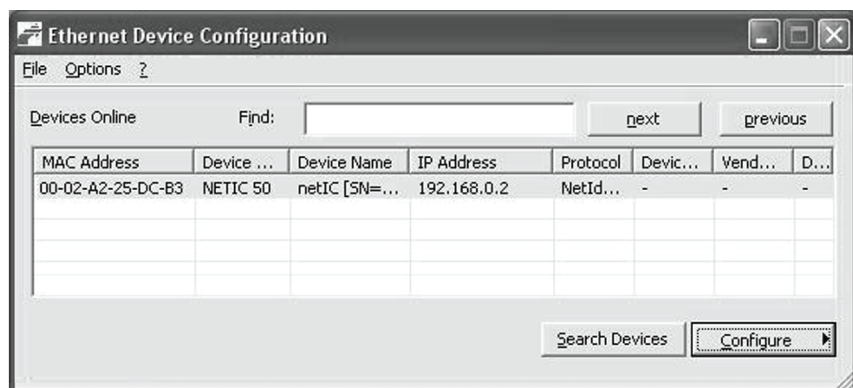 Ethernet Device Configuration
File Options ?
Devices Online Find: next previous
MAC Address Device ... Device Name IP Address Protocol Devic... Vend... D...
00-02-A2-25-DC-B3 NETIC 50 netIC [SN=... 192.168.0.2 NetId... - - -
Search Devices Configure